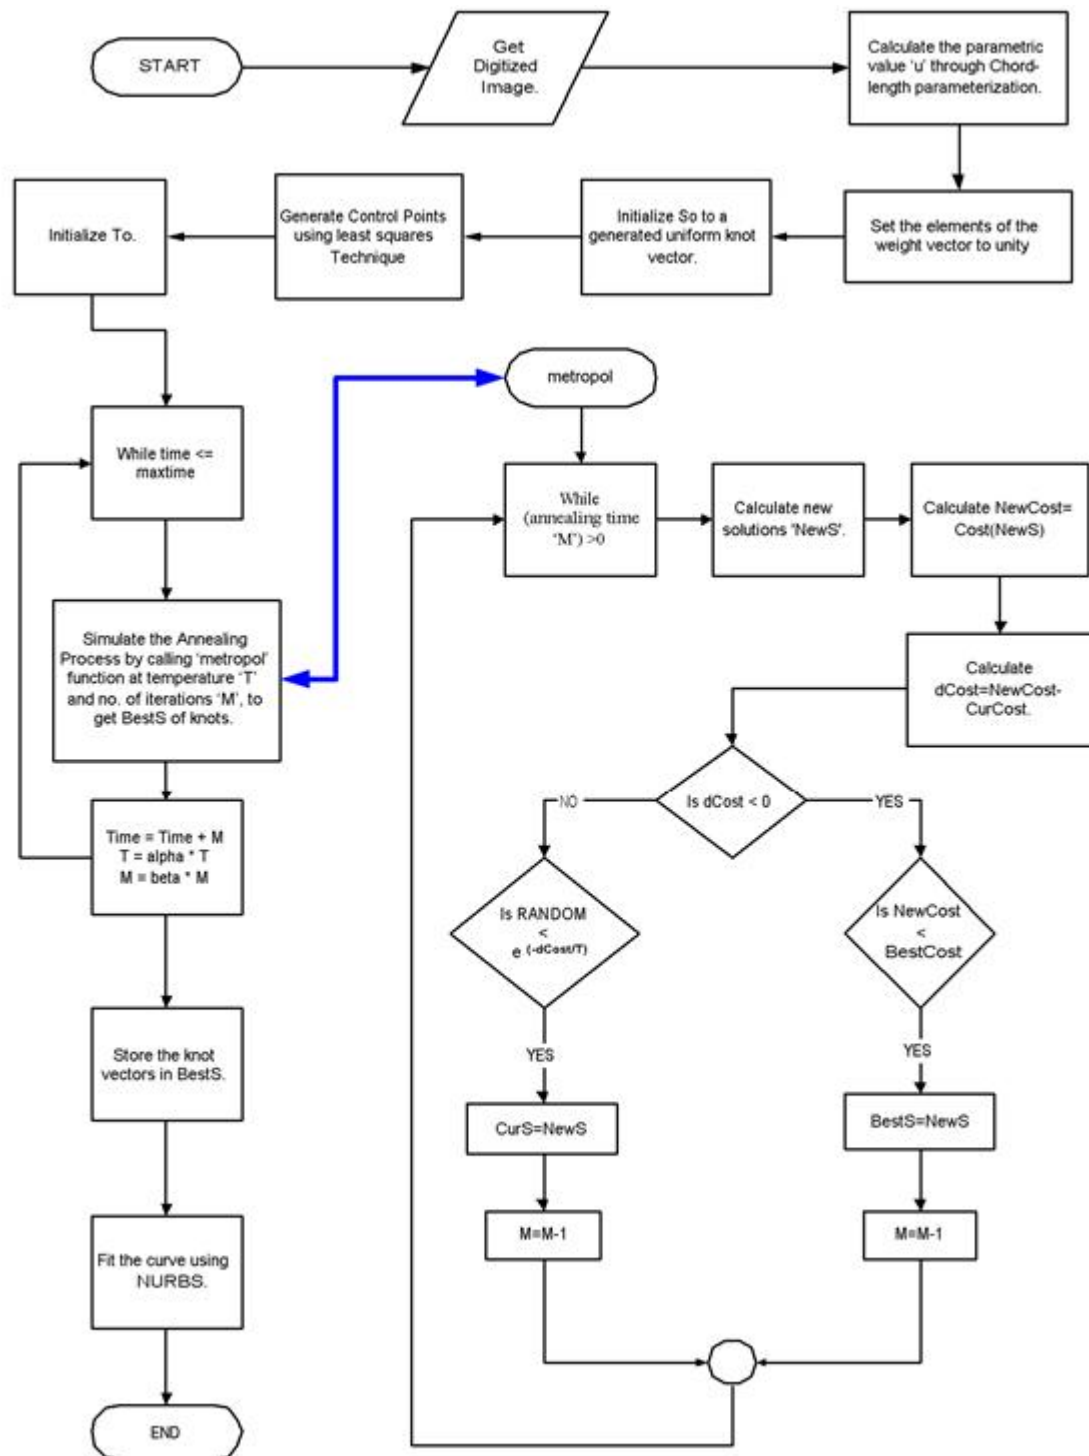 START
Get
Digitized
Image.
Calculate the parametric
value 'u' through Chord-
length parameterization.
Set the elements of the
weight vector to unity
Initialize So to a
generated uniform knot
vector.
Generate Control Points
using least squares
Technique
Initialize To.
While time <=
maxtime
Simulate the Annealing
Process by calling 'metropol'
function at temperature 'T'
and no. of iterations 'M', to
get BestS of knots.
Time = Time + M
T = alpha * T
M = beta * M
Store the knot
vectors in BestS.
Fit the curve using
NURBS.
END
metropol
While
(annealing time
'M') >0
Calculate new
solutions 'NewS'.
Calculate NewCost=
Cost(NewS)
Calculate
dCost=NewCost-
CurCost.
Is dCost < 0
NO
YES
Is RANDOM
<
e (-dCost/T)
YES
CurS=NewS
M=M-1
Is NewCost
<
BestCost
YES
BestS=NewS
M=M-1